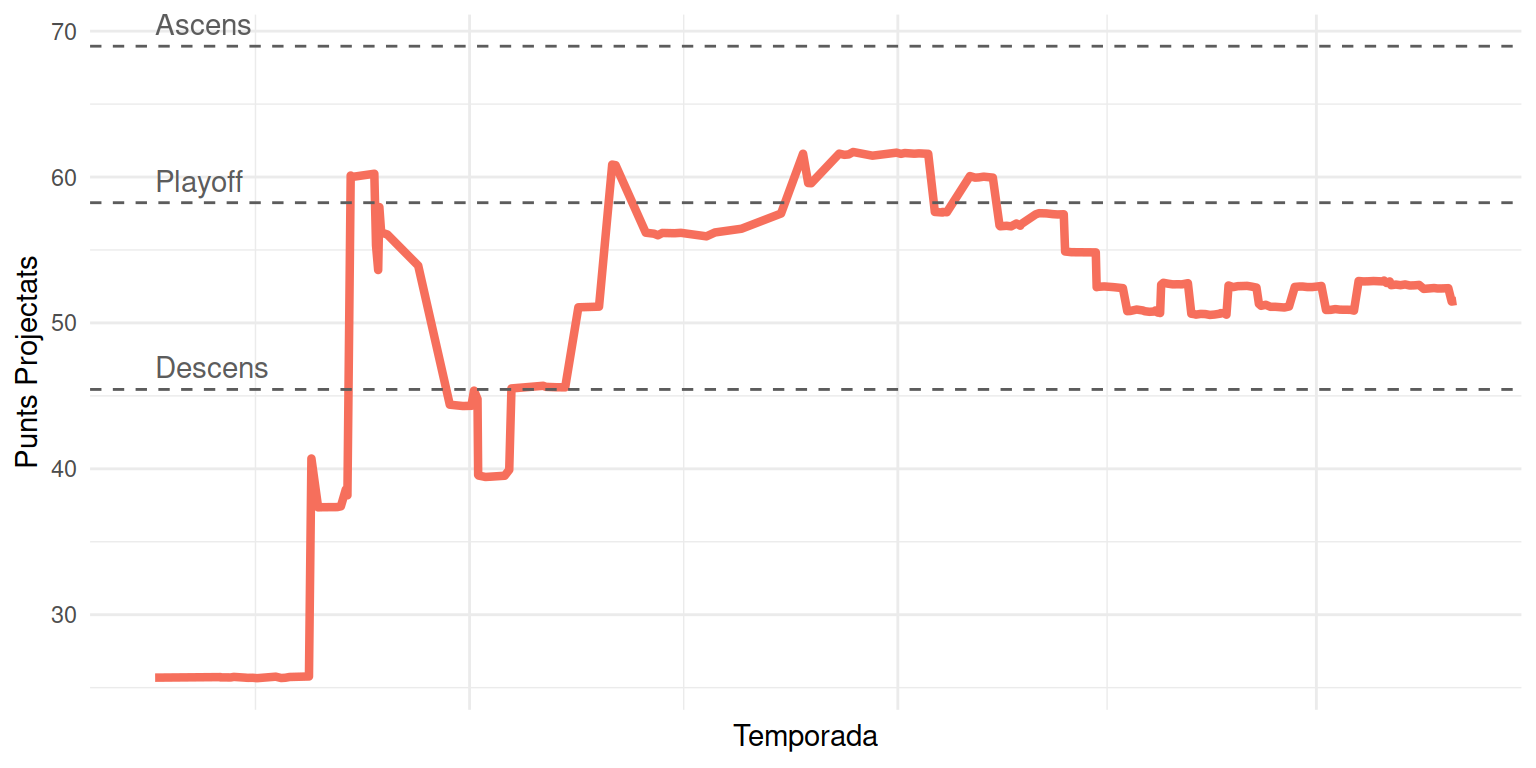 Ascens
70
Playoff
60
50
Descens
40
30
Punts Projectats
Temporada